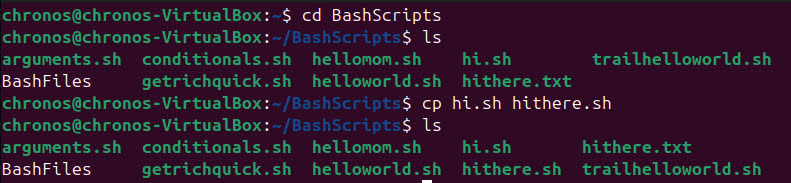 chronos@chronos-VirtualBox:~$ cd BashScripts
chronos@chronos-VirtualBox:~/BashScripts$ ls
arguments.sh  conditionals.sh  hellomom.sh    hi.sh        trailhelloworld.sh
BashFiles     getrichquick.sh  helloworld.sh  hithere.txt
chronos@chronos-VirtualBox:~/BashScripts$ cp hi.sh hithere.sh
chronos@chronos-VirtualBox:~/BashScripts$ ls
arguments.sh  conditionals.sh  hellomom.sh    hi.sh       hithere.txt
BashFiles     getrichquick.sh  helloworld.sh  hithere.sh  trailhelloworld.sh